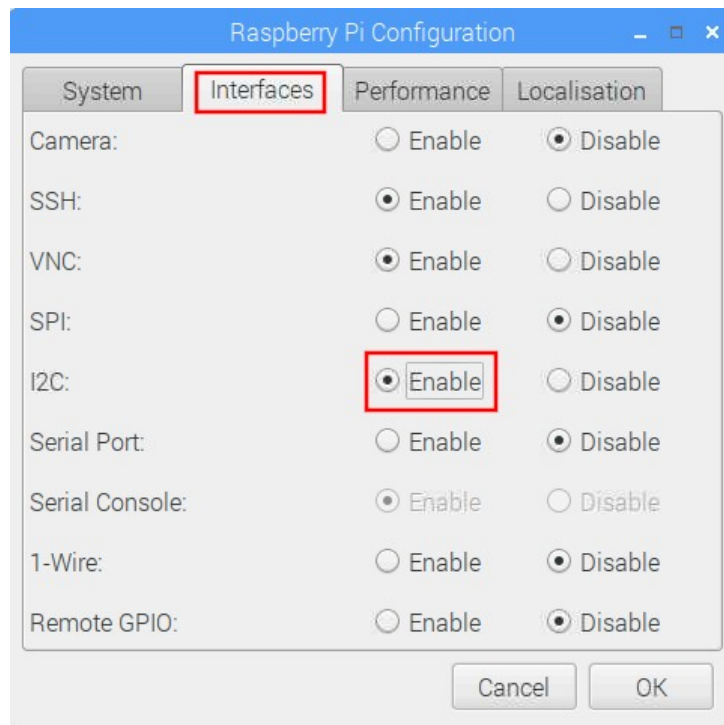 Raspberry Pi Configuration
System Interfaces Performance Localisation
Camera: Enable Disable
SSH: Enable Disable
VNC: Enable Disable
SPI: Enable Disable
I2C: Enable Disable
Serial Port: Enable Disable
Serial Console: Enable Disable
1-Wire: Enable Disable
Remote GPIO: Enable Disable
Cancel OK